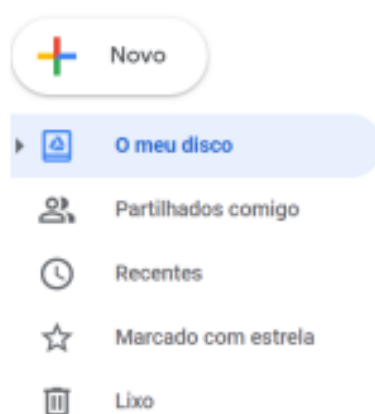 Novo
O meu disco
Partilhados comigo
Recentes
Marcado com estrela
Lixo